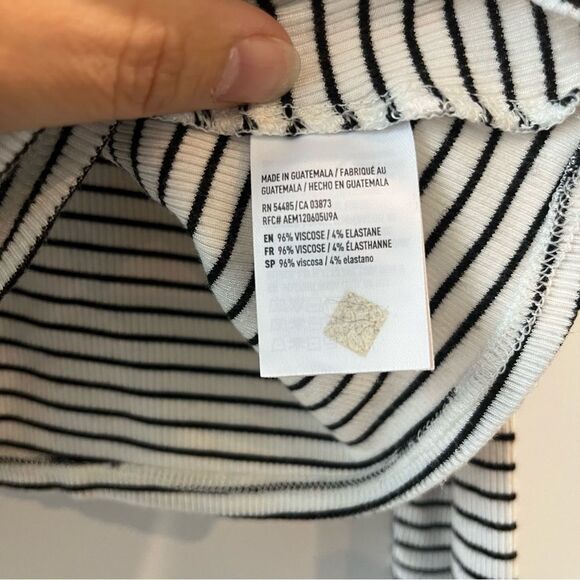 MADE IN GUATEMALA / FABRIQUÉ AU
GUATEMALA / HECHO EN GUATEMALA
RN 54485/CA 03873
RFC# AEM120605U9A
EN 96% VISCOSE / 4% ELASTANE
FR 96% VISCOSE / 4% ÉLASTHANNE
SP 96% viscosa / 4% elastano